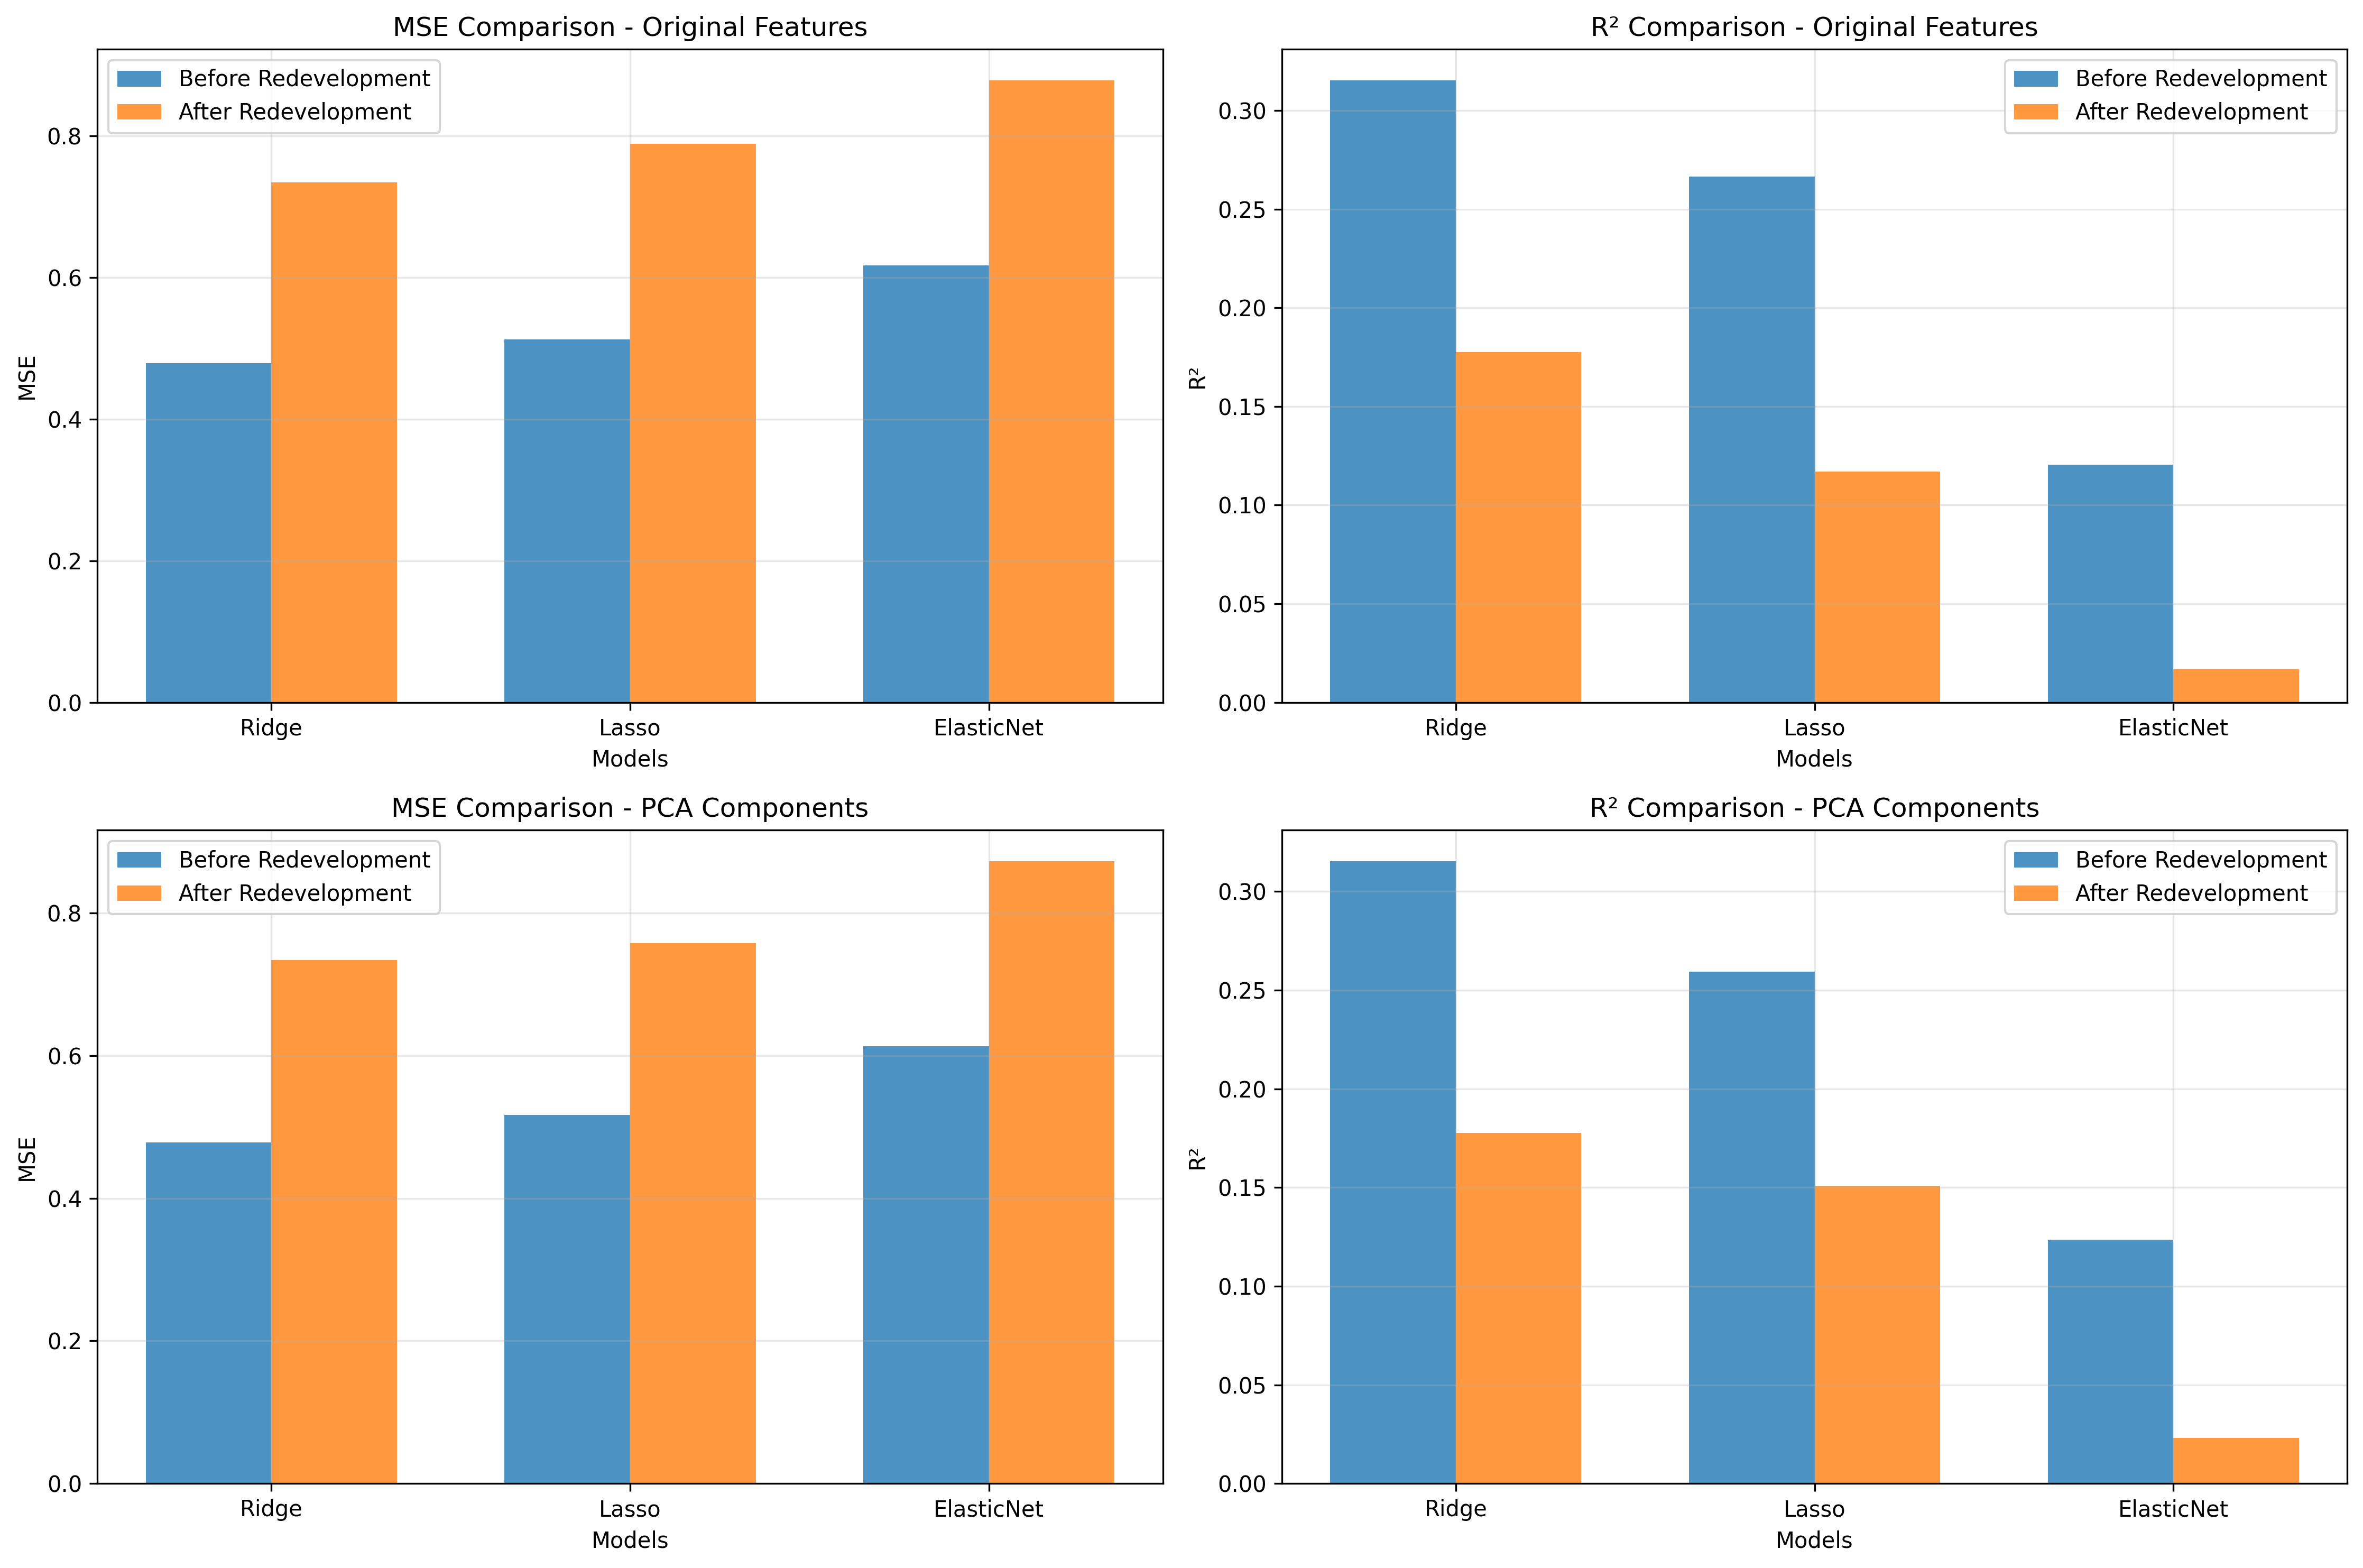 MSE Comparison - Original Features
Before Redevelopment
After Redevelopment
0.8
0.6
0.4
0.2
0.0
MSE
Ridge
Lasso
ElasticNet
Models
R² Comparison - Original Features
Before Redevelopment
After Redevelopment
0.30
0.25
0.20
0.15
0.10
0.05
0.00
R²
Ridge
Lasso
ElasticNet
Models
MSE Comparison - PCA Components
Before Redevelopment
After Redevelopment
0.8
0.6
0.4
0.2
0.0
MSE
Ridge
Lasso
ElasticNet
Models
R² Comparison - PCA Components
Before Redevelopment
After Redevelopment
0.30
0.25
0.20
0.15
0.10
0.05
0.00
R²
Ridge
Lasso
ElasticNet
Models